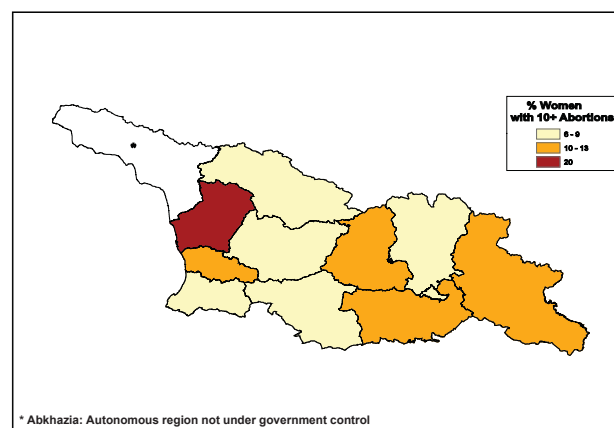 % Women
with 10+ Abortions
6 - 9
10 - 13
20
*
* Abkhazia: Autonomous region not under government control